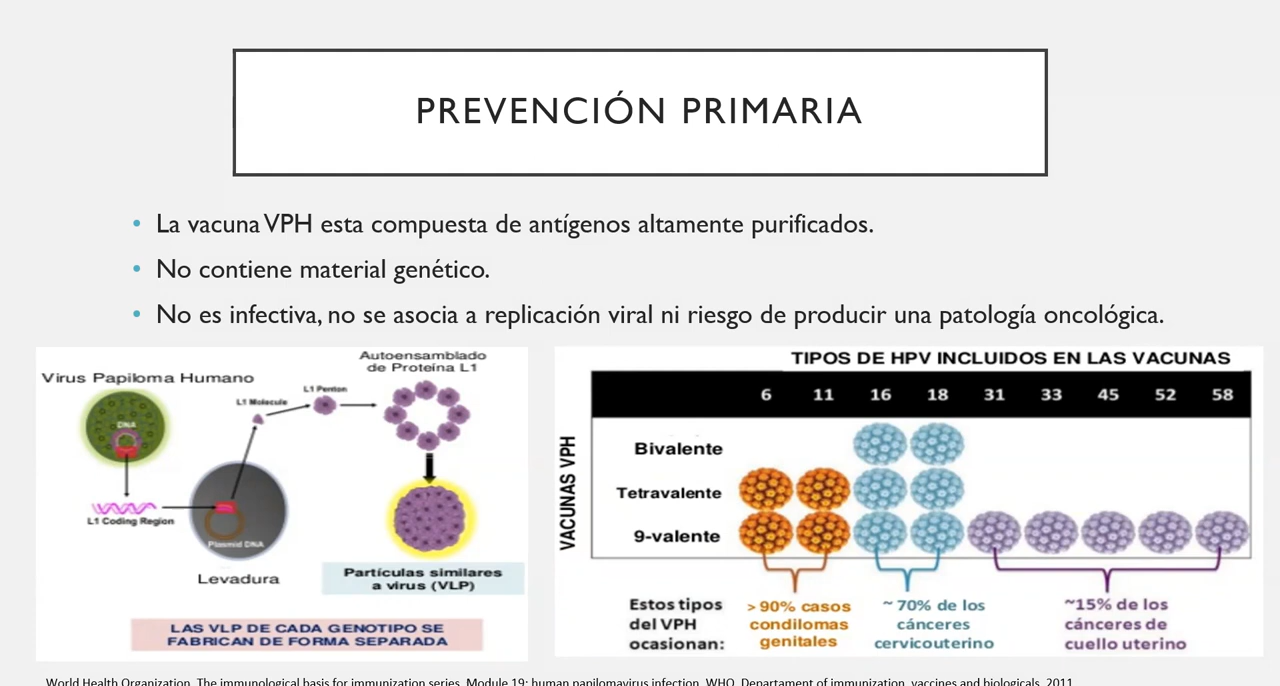 PREVENCIÓN PRIMARIA
• La vacuna VPH esta compuesta de antígenos altamente purificados.
• No contiene material genético.
• No es infectiva, no se asocia a replicación viral ni riesgo de producir una patología oncológica.
Virus Papiloma Humano
Autoensamblado
de Proteína L1
L1 Penton
L1 Molecule
DNA
L1 Coding Region
Plasmid DNA
Levadura
Partículas similares
a virus (VLP)
LAS VLP DE CADA GENOTIPO SE
FABRICAN DE FORMA SEPARADA
TIPOS DE HPV INCLUIDOS EN LAS VACUNAS
6 11 16 18 31 33 45 52 58
VACUNAS VPH
Bivalente
Tetravalente
9-valente
Estos tipos
del VPH
ocasionan:
> 90% casos
condilomas
genitales
~ 70% de los
cánceres
cervicouterino
~15% de los
cánceres de
cuello uterino
World Health Organization. The immunological basis for immunization series. Module 19: human papilomavirus infection. WHO. Departament of immunization, vaccines and biologicals. 2011